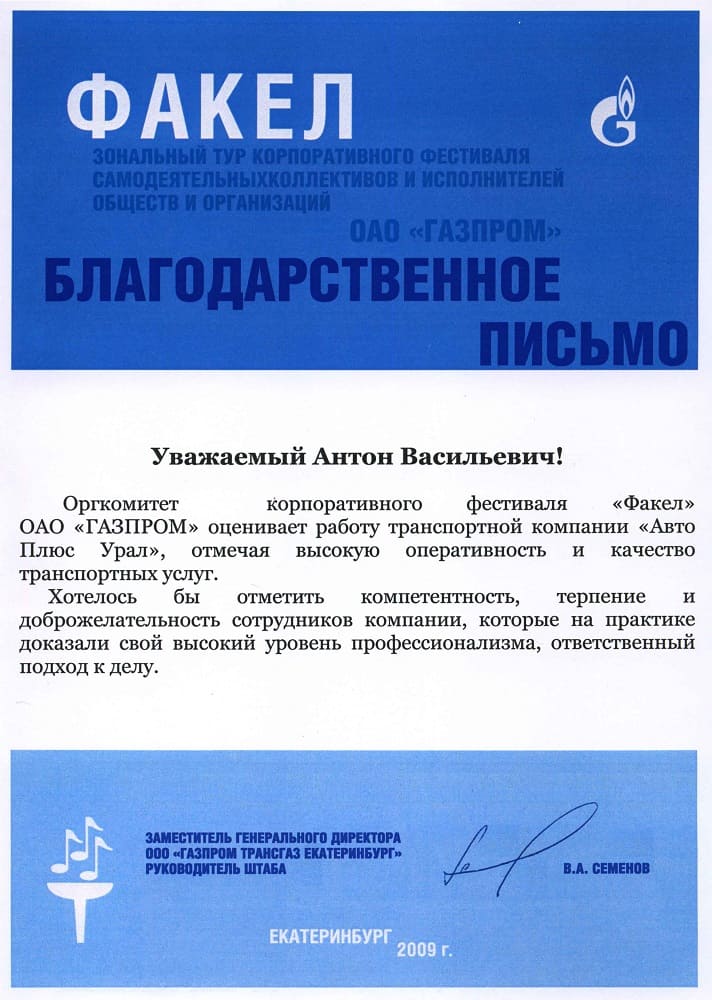 ФАКЕЛ
ЗОНАЛЬНЫЙ ТУР КОРПОРАТИВНОГО ФЕСТИВАЛЯ
САМОДЕЯТЕЛЬНЫХКОЛЛЕКТИВОВ И ИСПОЛНИТЕЛЕЙ
ОБЩЕСТВ И ОРГАНИЗАЦИЙ
ОАО «ГАЗПРОМ»
БЛАГОДАРСТВЕННОЕ
ПИСЬМО
Уважаемый Антон Васильевич!
Оргкомитет корпоративного фестиваля «Факел»
ОАО «ГАЗПРОМ» оценивает работу транспортной компании «Авто
Плюс Урал», отмечая высокую оперативность и качество
транспортных услуг.
Хотелось бы отметить компетентность, терпение и
доброжелательность сотрудников компании, которые на практике
доказали свой высокий уровень профессионализма, ответственный
подход к делу.
ЗАМЕСТИТЕЛЬ ГЕНЕРАЛЬНОГО ДИРЕКТОРА
ООО «ГАЗПРОМ ТРАНСГАЗ ЕКАТЕРИНБУРГ»
РУКОВОДИТЕЛЬ ШТАБА
В.А. СЕМЕНОВ
ЕКАТЕРИНБУРГ
2009 г.